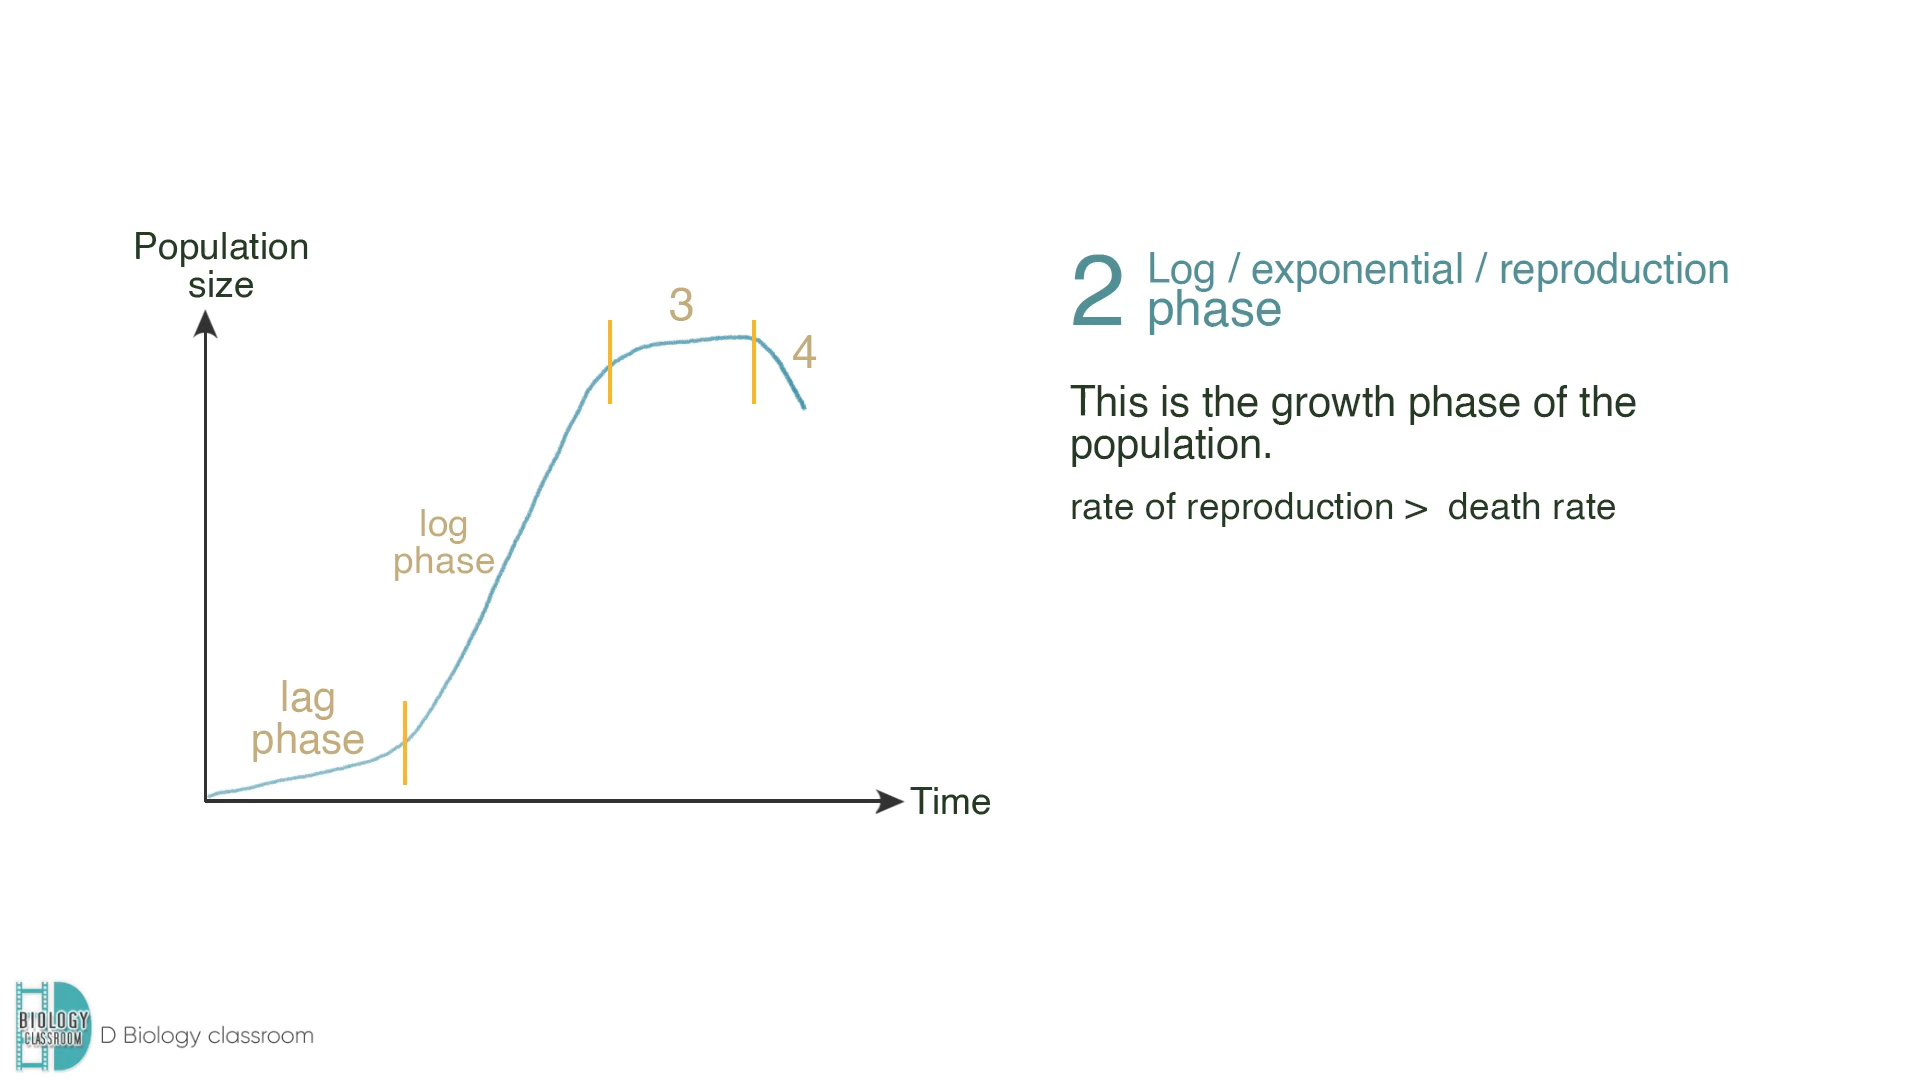 Population
size
3
4
log
phase
lag
phase
Time
2
Log / exponential / reproduction
phase
This is the growth phase of the
population.
rate of reproduction > death rate
BIOLOGY
CLASSROOM
D Biology classroom